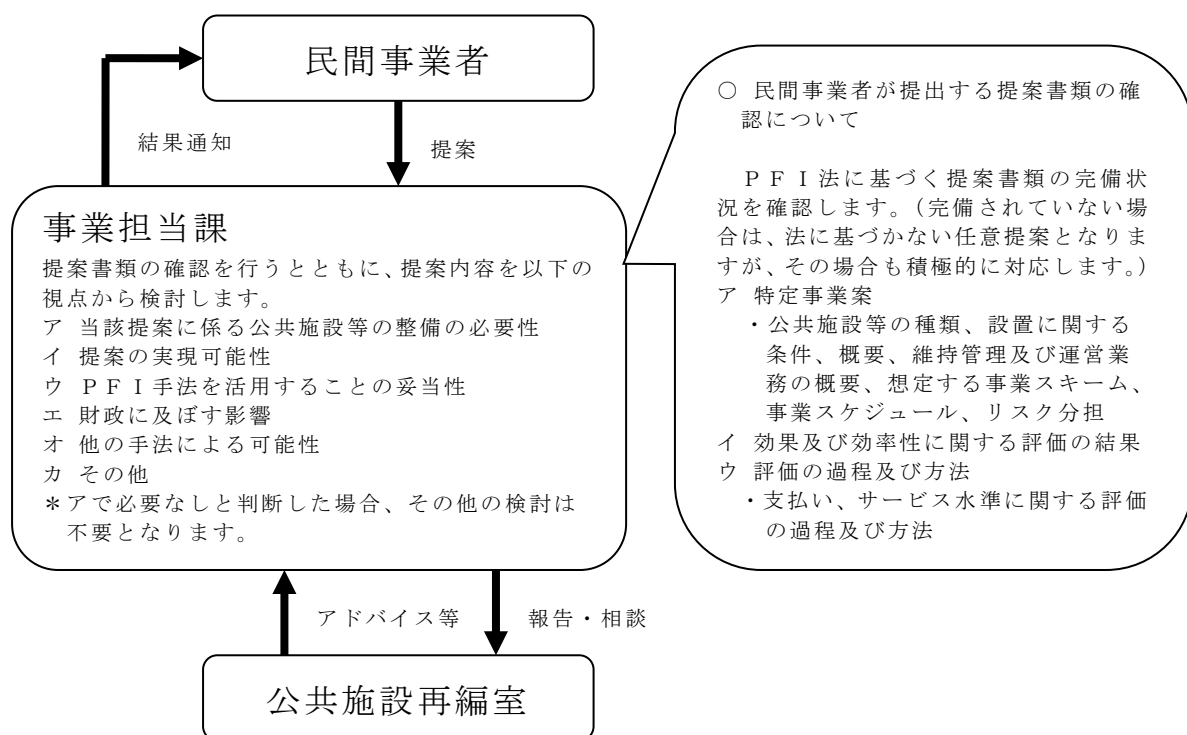 民間事業者
結果通知
提案
事業担当課
提案書類の確認を行うとともに、提案内容を以下の
視点から検討します。
ア 当該提案に係る公共施設等の整備の必要性
イ 提案の実現可能性
ウ PFI手法を活用することの妥当性
エ 財政に及ぼす影響
オ 他の手法による可能性
カ その他
*アで必要なしと判断した場合、その他の検討は
不要となります。
アドバイス等
報告・相談
公共施設再編室
○ 民間事業者が提出する提案書類の確
認について
PFI法に基づく提案書類の完備状
況を確認します。(完備されていない場
合は、法に基づかない任意提案となりま
すが、その場合も積極的に対応します。)
ア 特定事業案
・公共施設等の種類、設置に関する
条件、概要、維持管理及び運営業
務の概要、想定する事業スキーム、
事業スケジュール、リスク分担
イ 効果及び効率性に関する評価の結果
ウ 評価の過程及び方法
・支払い、サービス水準に関する評価
の過程及び方法